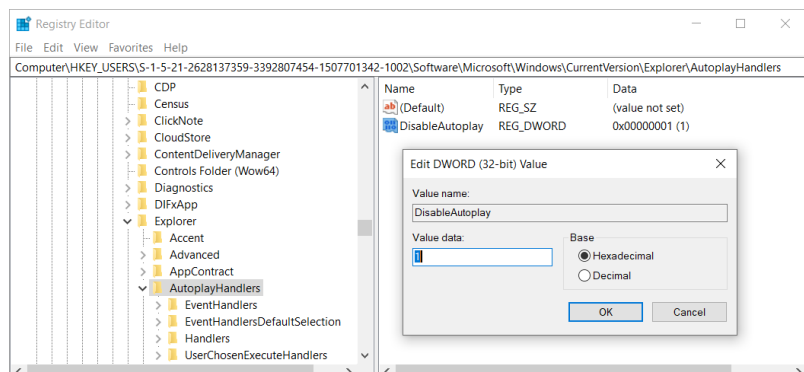 Registry Editor
File Edit View Favorites Help
Computer\HKEY_USERS\S-1-5-21-2628137359-3392807454-1507701342-1002\Software\Microsoft\Windows\CurrentVersion\Explorer\AutoplayHandlers
CDP
Census
ClickNote
CloudStore
ContentDeliveryManager
Controls Folder (Wow64)
Diagnostics
DIFxApp
Explorer
Accent
Advanced
AppContract
AutoplayHandlers
EventHandlers
EventHandlersDefaultSelection
Handlers
UserChosenExecuteHandlers
Name Type Data
ab (Default) REG_SZ (value not set)
DisableAutoplay REG_DWORD 0x00000001 (1)
Edit DWORD (32-bit) Value
Value name:
DisableAutoplay
Value data:
1
Base
Hexadecimal
Decimal
OK Cancel